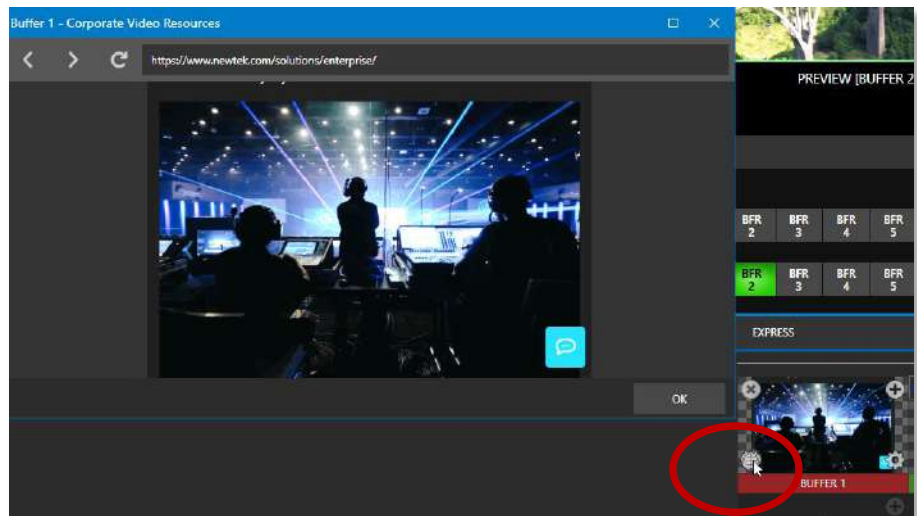 Buffer 1 - Corporate Video Resources
https://www.newtek.com/solutions/enterprise/
OK
PREVIEW [BUFFER 2
BFR 2
BFR 3
BFR 4
BFR 5
BFR 2
BFR 3
BFR 4
BFR 5
EXPRESS
BUFFER 1